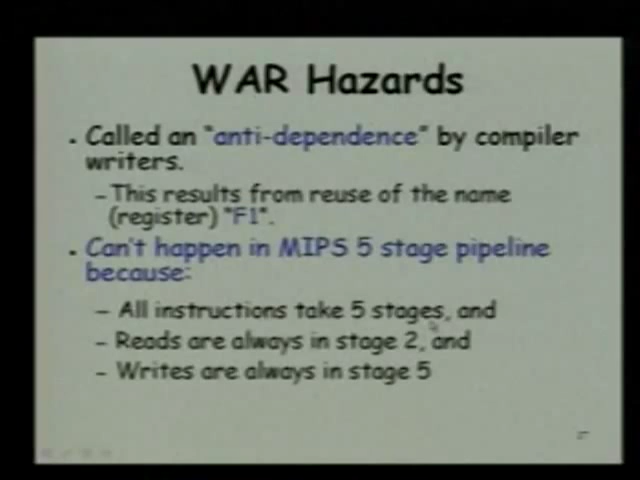 WAR Hazards
Called an "anti-dependence" by compiler
writers.
– This results from reuse of the name
(register) "F1".
Can't happen in MIPS 5 stage pipeline
because:
– All instructions take 5 stages, and
– Reads are always in stage 2, and
– Writes are always in stage 5